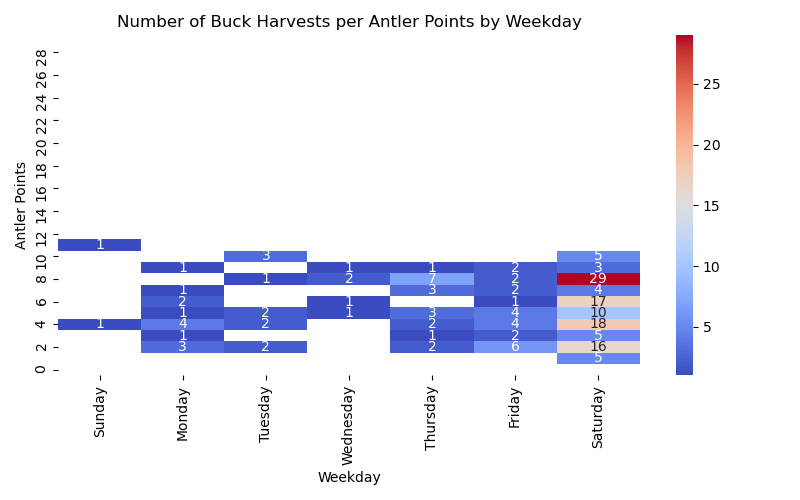 Number of Buck Harvests per Antler Points by Weekday
28
26
24
22
20
18
16
14
12
10
8
6
4
2
0
Antler Points
1
3 5
1 1 1 2 3
1 2 7 2 29
1 3 4
2 1 1 17
1 2 1 3 4 10
1 4 2 2 4 18
1 1 2 5
3 2 2 6 16
5
Sunday Monday Tuesday Wednesday Thursday Friday Saturday
Weekday
25
20
15
10
5